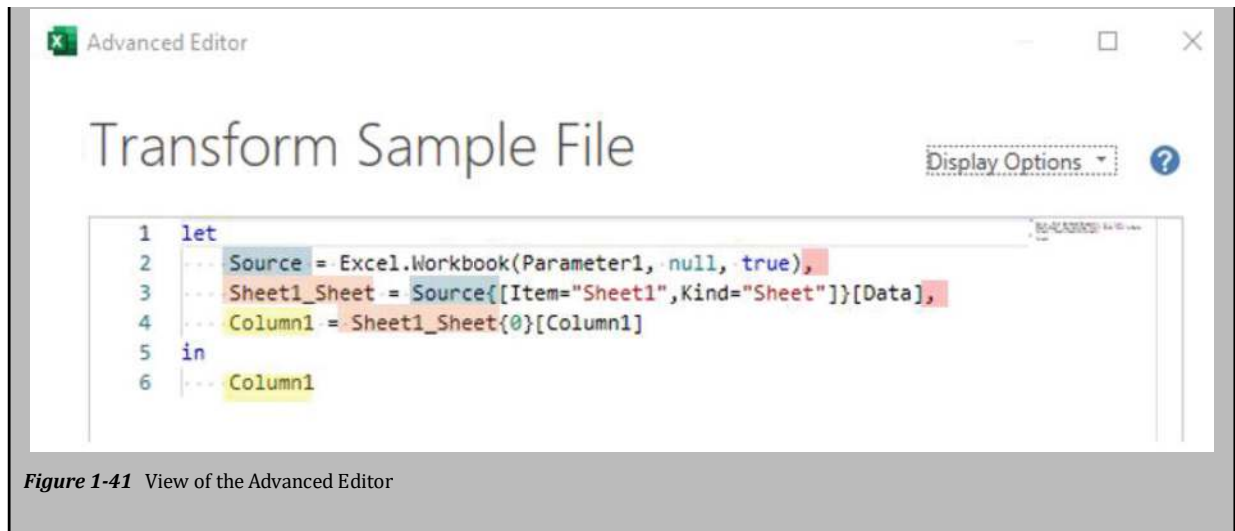 Advanced Editor
Transform Sample File
Display Options
1 let
2 Source = Excel.Workbook(Parameter1, null, true),
3 Sheet1_Sheet = Source{[Item="Sheet1",Kind="Sheet"]}[Data],
4 Column1 = Sheet1_Sheet{0}[Column1]
5 in
6 Column1
Figure 1-41 View of the Advanced Editor